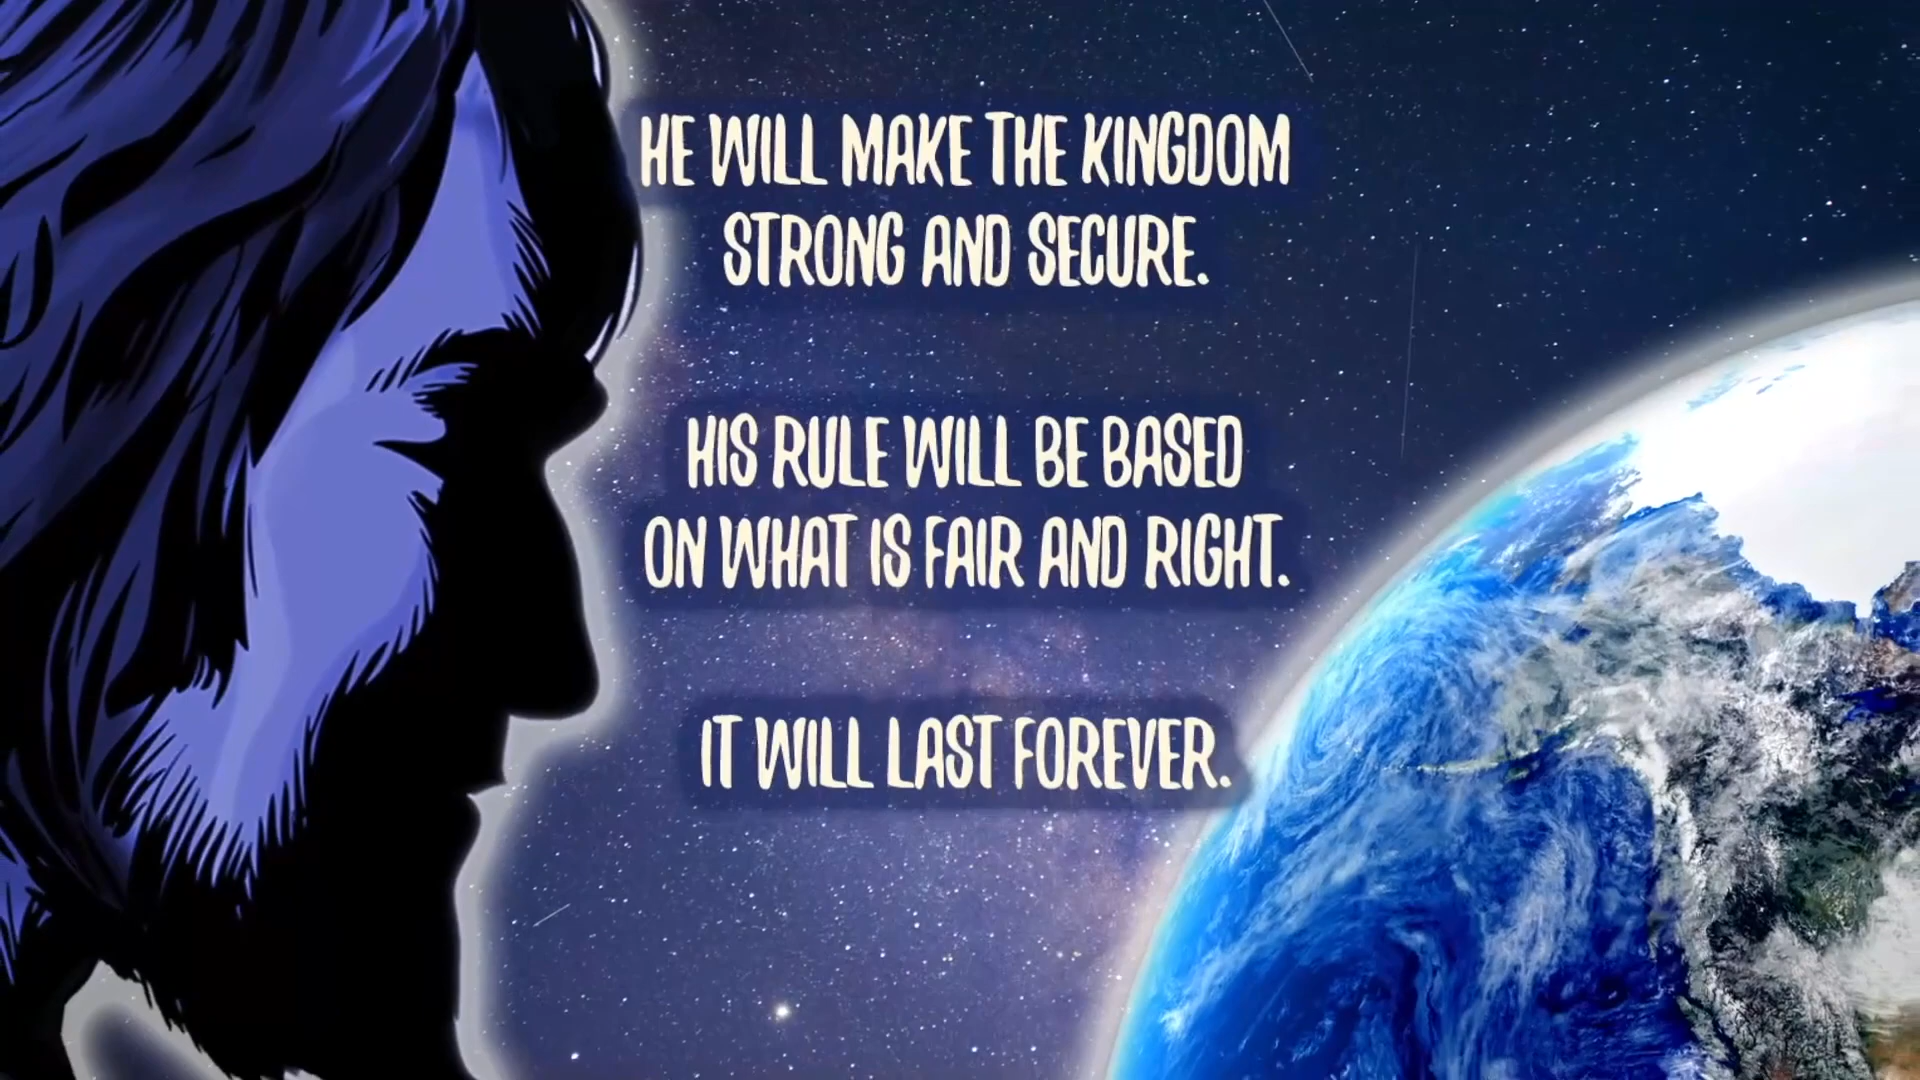 HE WILL MAKE THE KINGDOM
STRONG AND SECURE.
HIS RULE WILL BE BASED
ON WHAT IS FAIR AND RIGHT.
IT WILL LAST FOREVER.